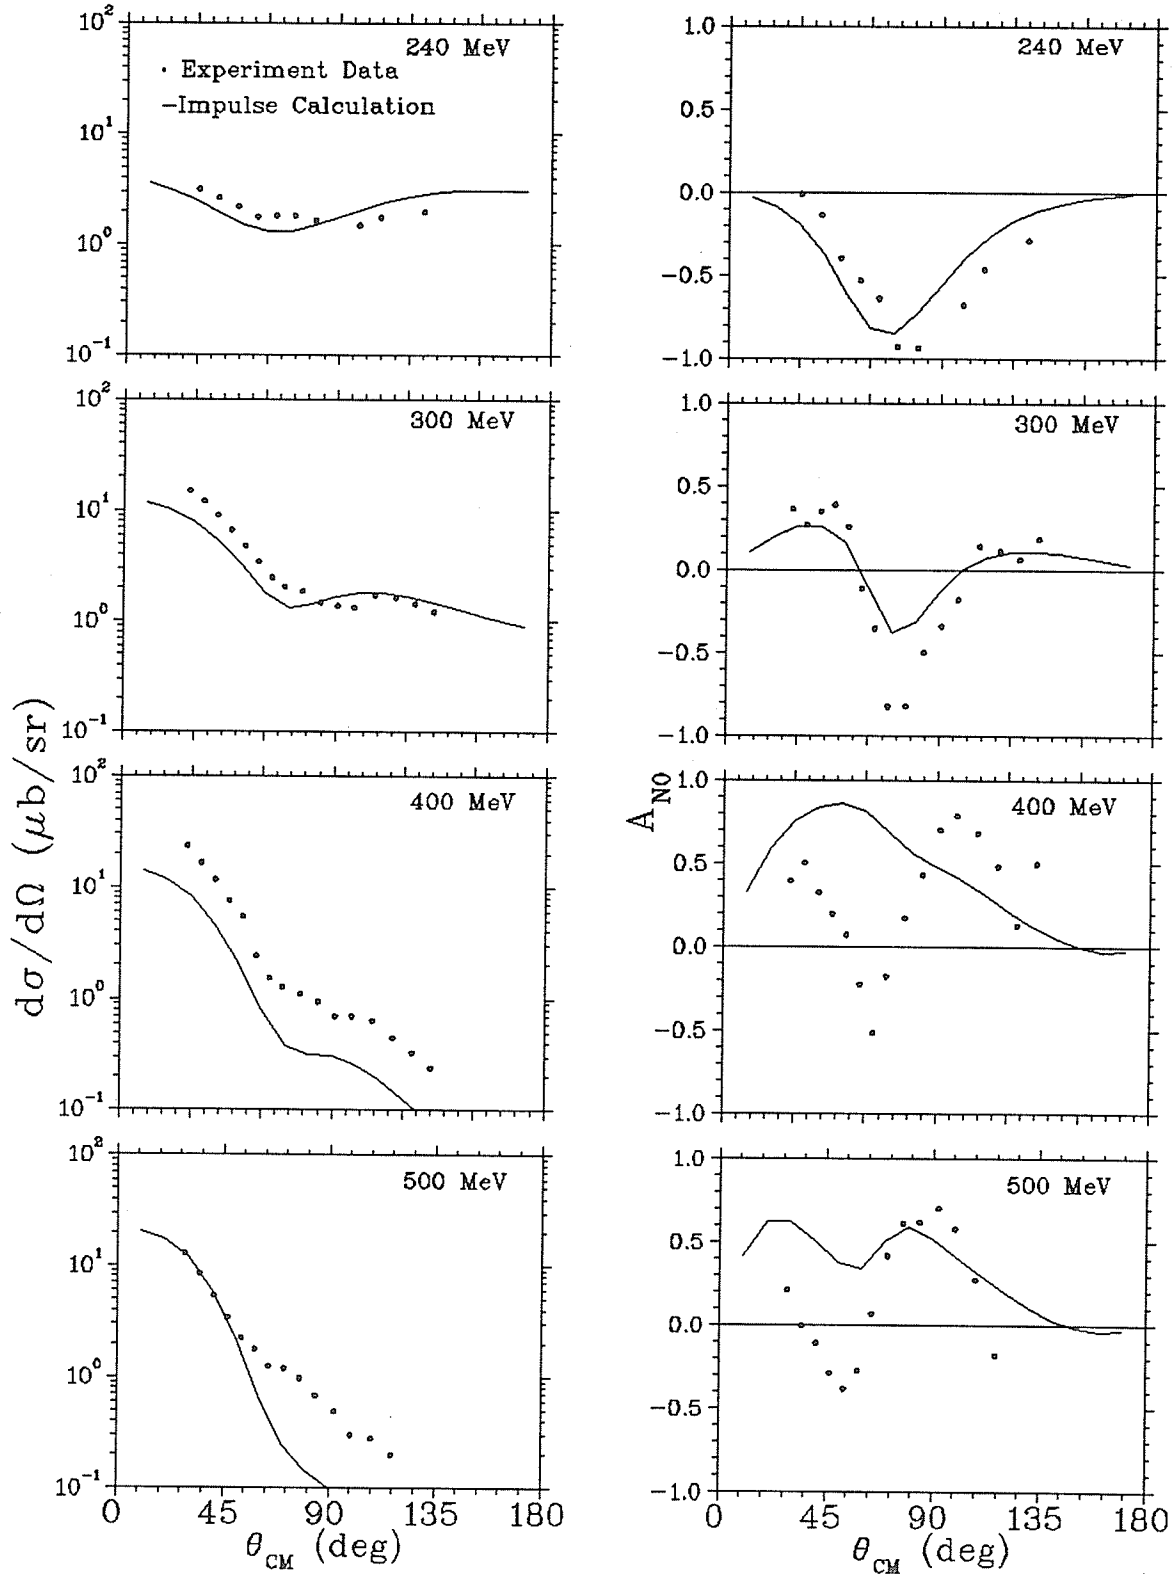 10² 240 MeV
· Experiment Data
—Impulse Calculation
10¹
10⁰
10⁻¹
10² 300 MeV
10¹
10⁰
10⁻¹
10² 400 MeV
10¹
10⁰
10⁻¹
10² 500 MeV
10¹
10⁰
10⁻¹
0 45 90 135 180
θCM (deg)
dσ/dΩ (μb/sr)
1.0 240 MeV
0.5
0.0
−0.5
−1.0
1.0 300 MeV
0.5
0.0
−0.5
−1.0
1.0 400 MeV
0.5
0.0
−0.5
−1.0
1.0 500 MeV
0.5
0.0
−0.5
−1.0
0 45 90 135 180
θCM (deg)
AN0